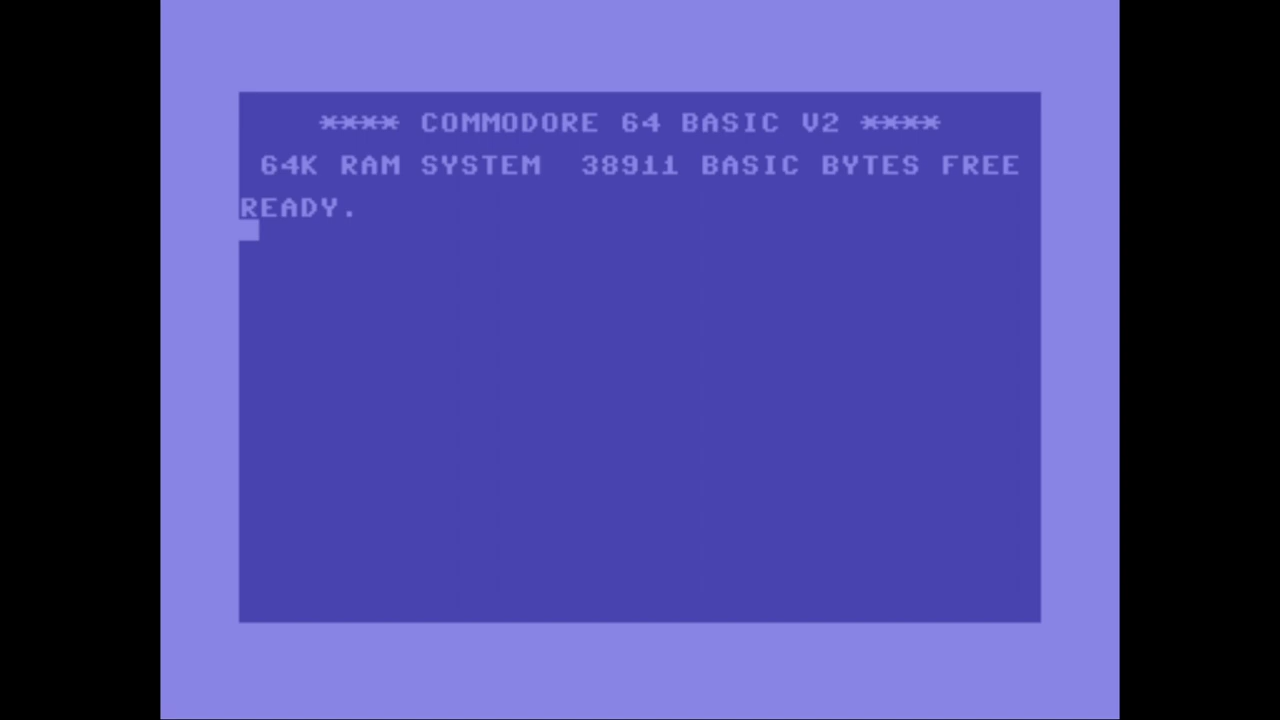 **** COMMODORE 64 BASIC V2 ****
64K RAM SYSTEM  38911 BASIC BYTES FREE
READY.